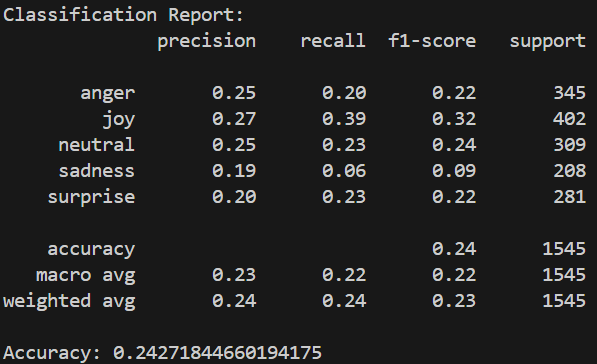 Classification Report:
precision recall f1-score support
anger 0.25 0.20 0.22 345
joy 0.27 0.39 0.32 402
neutral 0.25 0.23 0.24 309
sadness 0.19 0.06 0.09 208
surprise 0.20 0.23 0.22 281
accuracy 0.24 1545
macro avg 0.23 0.22 0.22 1545
weighted avg 0.24 0.24 0.23 1545
Accuracy: 0.24271844660194175